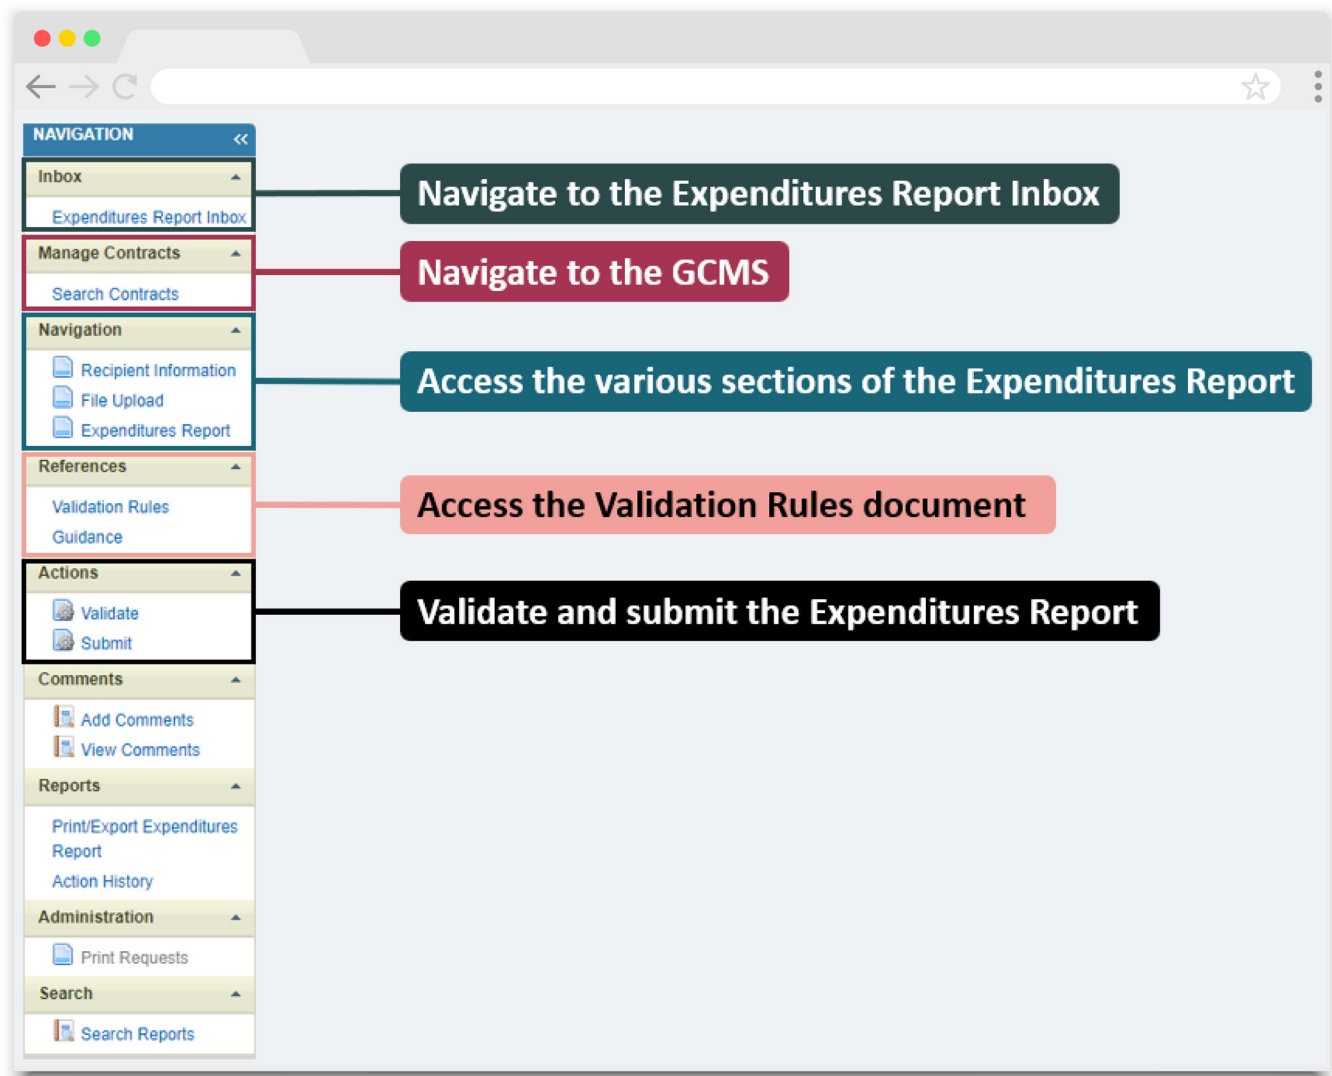 NAVIGATION
Inbox
Expenditures Report Inbox
Navigate to the Expenditures Report Inbox
Manage Contracts
Search Contracts
Navigate to the GCMS
Navigation
Recipient Information
File Upload
Expenditures Report
Access the various sections of the Expenditures Report
References
Validation Rules
Guidance
Access the Validation Rules document
Actions
Validate
Submit
Validate and submit the Expenditures Report
Comments
Add Comments
View Comments
Reports
Print/Export Expenditures
Report
Action History
Administration
Print Requests
Search
Search Reports